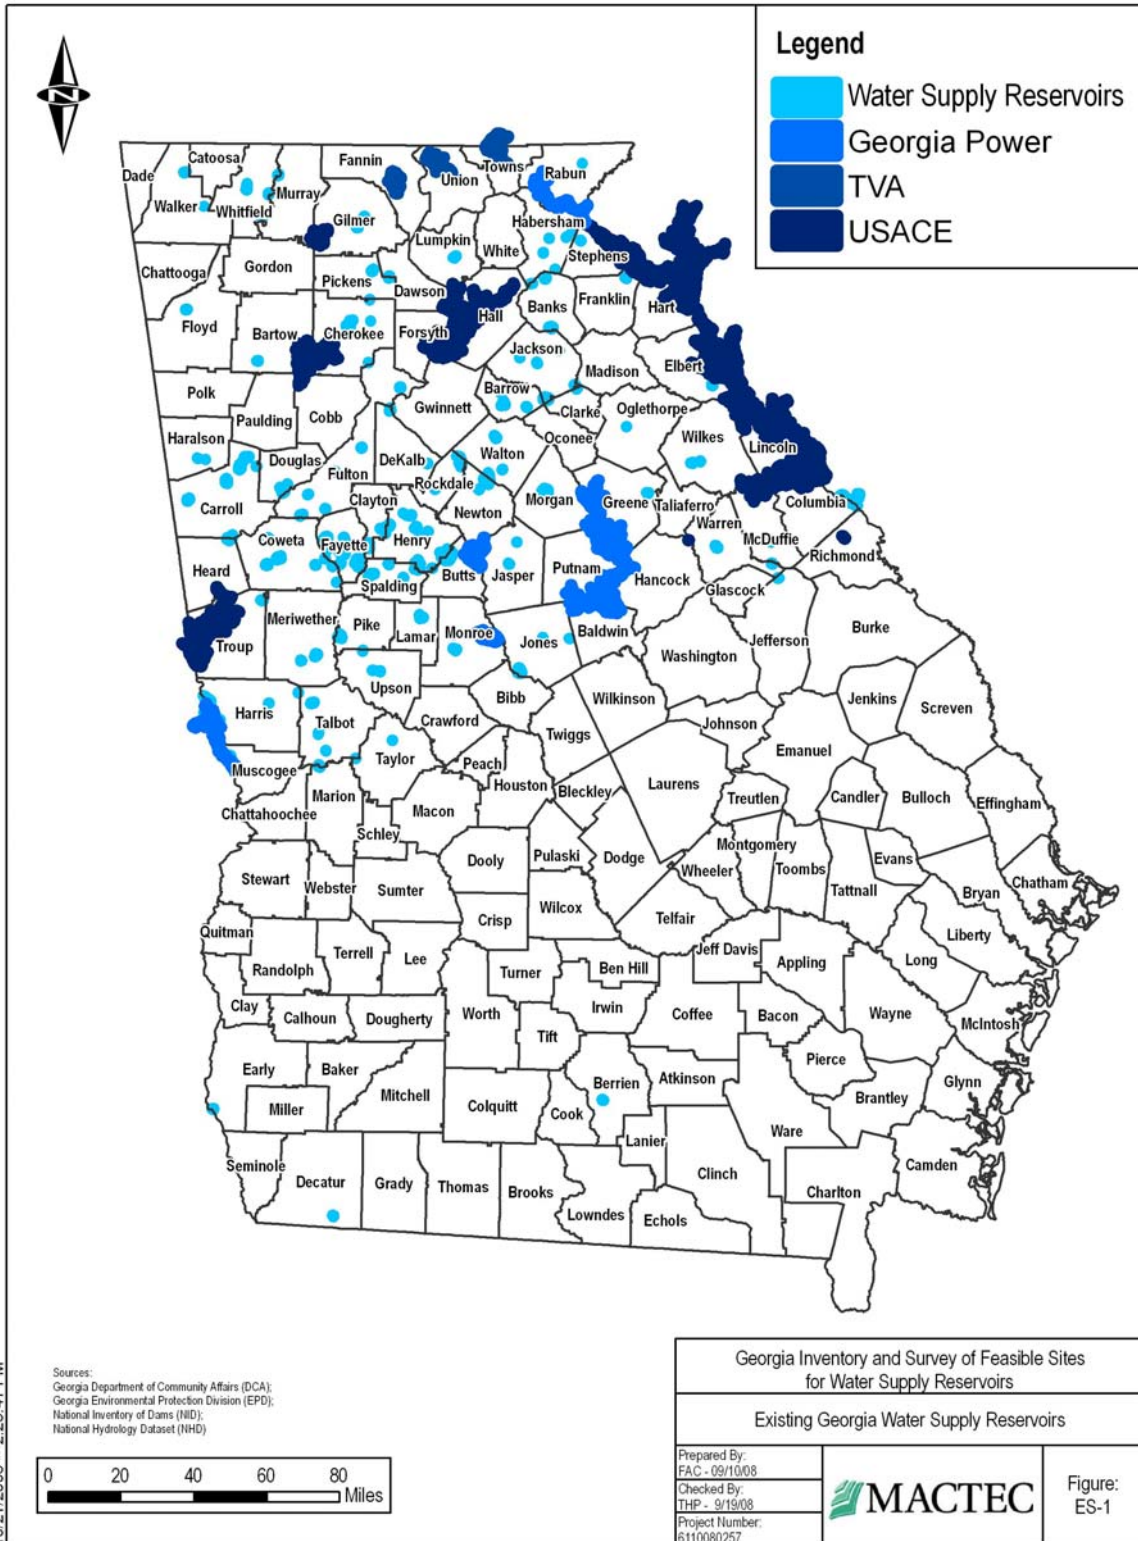 Legend
Water Supply Reservoirs
Georgia Power
TVA
USACE
N
Dade
Catoosa
Walker
Whitfield
Murray
Fannin
Union
Towns
Rabun
Gilmer
Lumpkin
White
Habersham
Stephens
Chattooga
Gordon
Pickens
Dawson
Hall
Banks
Franklin
Hart
Floyd
Bartow
Cherokee
Forsyth
Jackson
Madison
Elbert
Polk
Paulding
Cobb
Gwinnett
Barrow
Clarke
Oglethorpe
Oconee
Wilkes
Lincoln
Haralson
Douglas
Fulton
DeKalb
Rockdale
Walton
Carroll
Clayton
Newton
Morgan
Greene
Taliaferro
Columbia
Coweta
Fayette
Henry
Warren
McDuffie
Richmond
Heard
Spalding
Butts
Jasper
Putnam
Hancock
Glascock
Troup
Meriwether
Pike
Lamar
Monroe
Jones
Baldwin
Washington
Jefferson
Burke
Harris
Talbot
Upson
Bibb
Wilkinson
Johnson
Jenkins
Screven
Crawford
Twiggs
Emanuel
Muscogee
Taylor
Peach
Houston
Bleckley
Laurens
Treutlen
Candler
Bulloch
Effingham
Chattahoochee
Marion
Macon
Schley
Dooly
Pulaski
Dodge
Montgomery
Wheeler
Toombs
Evans
Tattnall
Bryan
Chatham
Stewart
Webster
Sumter
Crisp
Wilcox
Telfair
Liberty
Long
Quitman
Randolph
Terrell
Lee
Turner
Ben Hill
Jeff Davis
Appling
Clay
Calhoun
Dougherty
Worth
Irwin
Tift
Coffee
Bacon
Wayne
McIntosh
Early
Baker
Mitchell
Berrien
Atkinson
Pierce
Glynn
Brantley
Miller
Colquitt
Cook
Lanier
Ware
Camden
Seminole
Decatur
Grady
Thomas
Brooks
Lowndes
Echols
Clinch
Charlton
Sources:
Georgia Department of Community Affairs (DCA);
Georgia Environmental Protection Division (EPD);
National Inventory of Dams (NID);
National Hydrology Dataset (NHD)
0 20 40 60 80
Miles
Georgia Inventory and Survey of Feasible Sites
for Water Supply Reservoirs
Existing Georgia Water Supply Reservoirs
Prepared By:
FAC - 09/10/08
Checked By:
THP - 9/19/08
Project Number:
6110080257
MACTEC
Figure:
ES-1